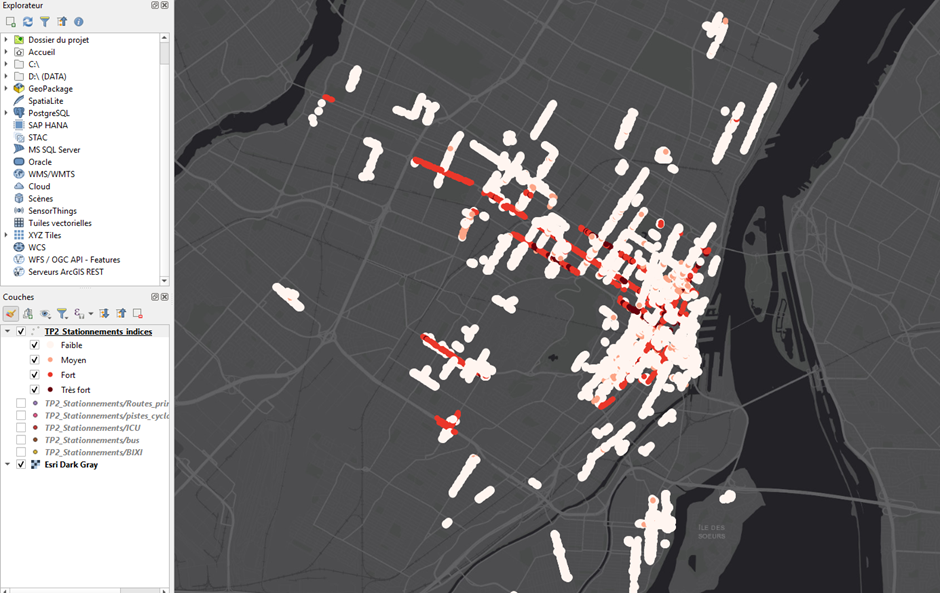 Explorateur
Dossier du projet
Accueil
C:\
D:\ (DATA)
GeoPackage
SpatiaLite
PostgreSQL
SAP HANA
STAC
MS SQL Server
Oracle
WMS/WMTS
Cloud
Scènes
SensorThings
Tuiles vectorielles
XYZ Tiles
WCS
WFS / OGC API - Features
Serveurs ArcGIS REST
Couches
TP2_Stationnements indices
Faible
Moyen
Fort
Très fort
TP2_Stationnements/Routes_prin
TP2_Stationnements/pistes_cyclo
TP2_Stationnements/ICU
TP2_Stationnements/bus
TP2_Stationnements/BIXI
Esri Dark Gray
ÎLE DES
SOEURS